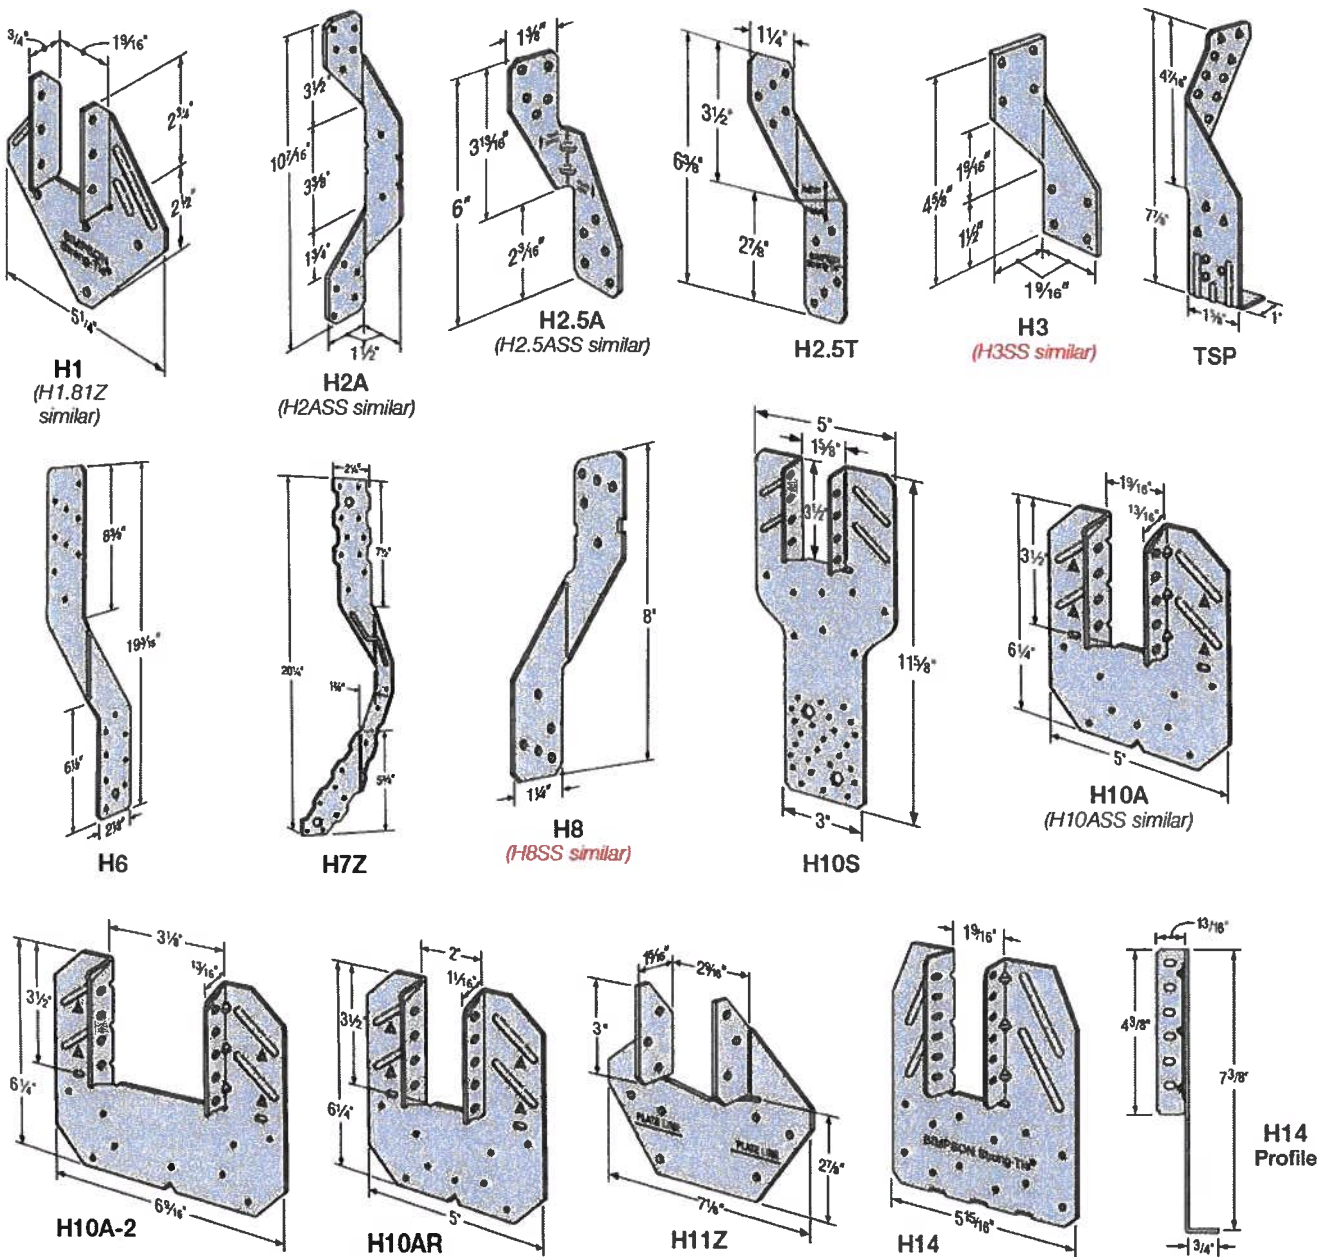 3/4"
1 9/16"
2 3/4"
2 1/2"
5 1/4"
H1
(H1.81Z
similar)
3 1/2"
10 7/16"
3 3/8"
1 3/4"
1 1/2"
H2A
(H2ASS similar)
1 3/8"
3 13/16"
6"
2 3/16"
H2.5A
(H2.5ASS similar)
1 1/4"
3 1/2"
6 3/8"
2 7/8"
H2.5T
1 9/16"
4 5/8"
1 1/2"
1 9/16"
H3
(H3SS similar)
4 7/16"
7 7/8"
1 5/8"
1"
TSP
8 3/8"
19 3/16"
6 1/8"
H6
2 1/4"
7 1/2"
20 1/4"
H7Z
8"
1 1/4"
H8
(H8SS similar)
5"
1 5/8"
3 1/2"
11 5/8"
3"
H10S
1 9/16"
13/16"
3 1/2"
6 1/4"
5"
H10A
(H10ASS similar)
3 1/8"
13/16"
3 1/2"
6 1/4"
6 9/16"
H10A-2
2"
1 1/16"
3 1/2"
6 1/4"
5"
H10AR
15/16"
2 9/16"
3"
PLATE LINE
PLATE LINE
2 7/8"
7 1/8"
H11Z
1 9/16"
SIMPSON Strong-Tie®
5 15/16"
H14
13/16"
4 3/8"
7 3/8"
3/4"
H14
Profile